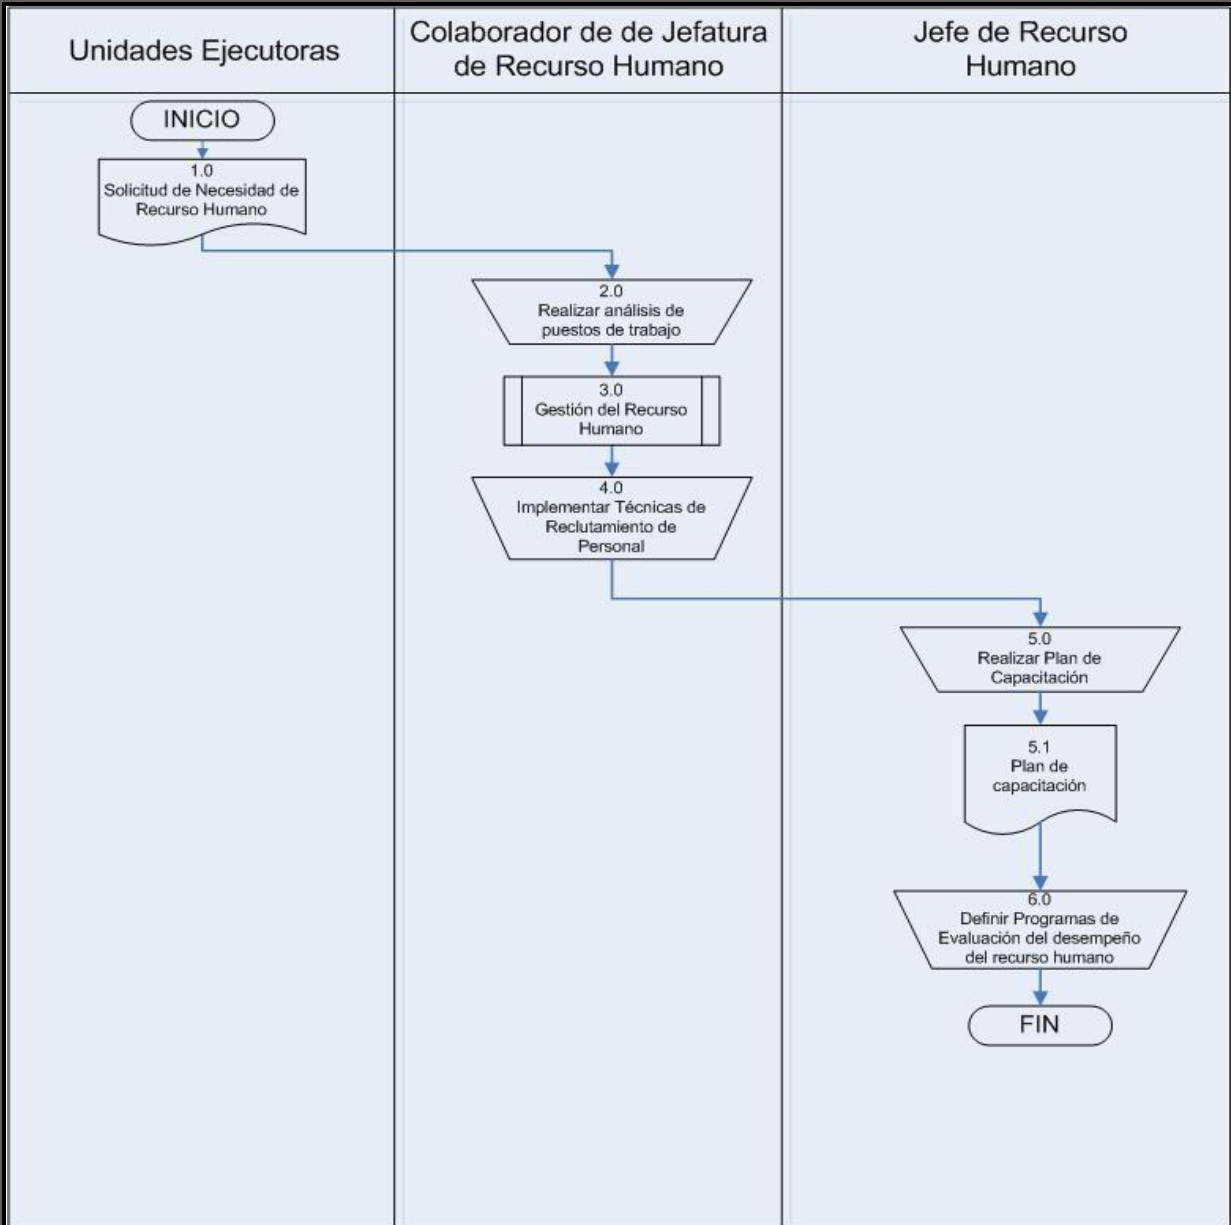 Unidades Ejecutoras
Colaborador de de Jefatura
de Recurso Humano
Jefe de Recurso
Humano
INICIO
1.0
Solicitud de Necesidad de
Recurso Humano
2.0
Realizar análisis de
puestos de trabajo
3.0
Gestión del Recurso
Humano
4.0
Implementar Técnicas de
Reclutamiento de
Personal
5.0
Realizar Plan de
Capacitación
5.1
Plan de
capacitación
6.0
Definir Programas de
Evaluación del desempeño
del recurso humano
FIN